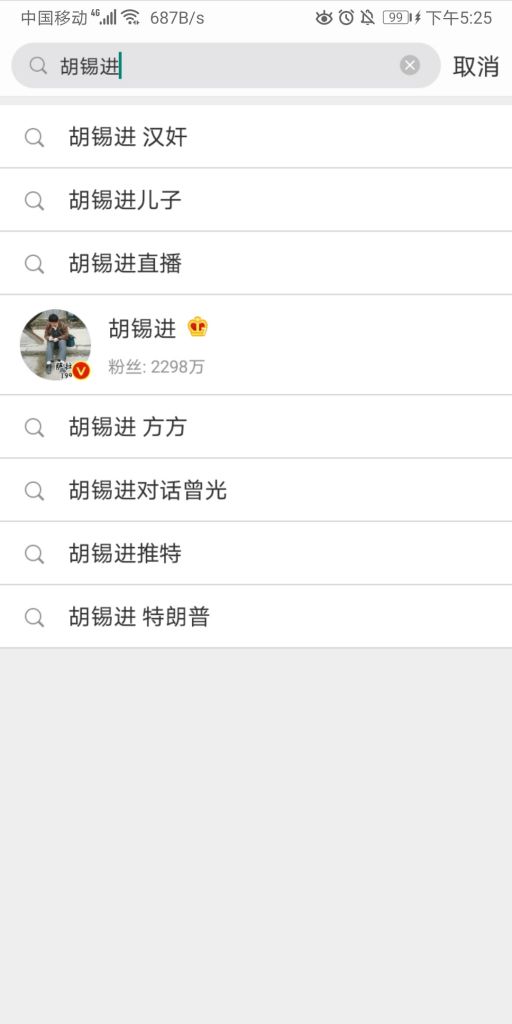 中国移动 4G 687B/s 99 下午5:25
胡锡进 取消
胡锡进 汉奸
胡锡进儿子
胡锡进直播
胡锡进
粉丝: 2298万
胡锡进 方方
胡锡进对话曾光
胡锡进推特
胡锡进 特朗普